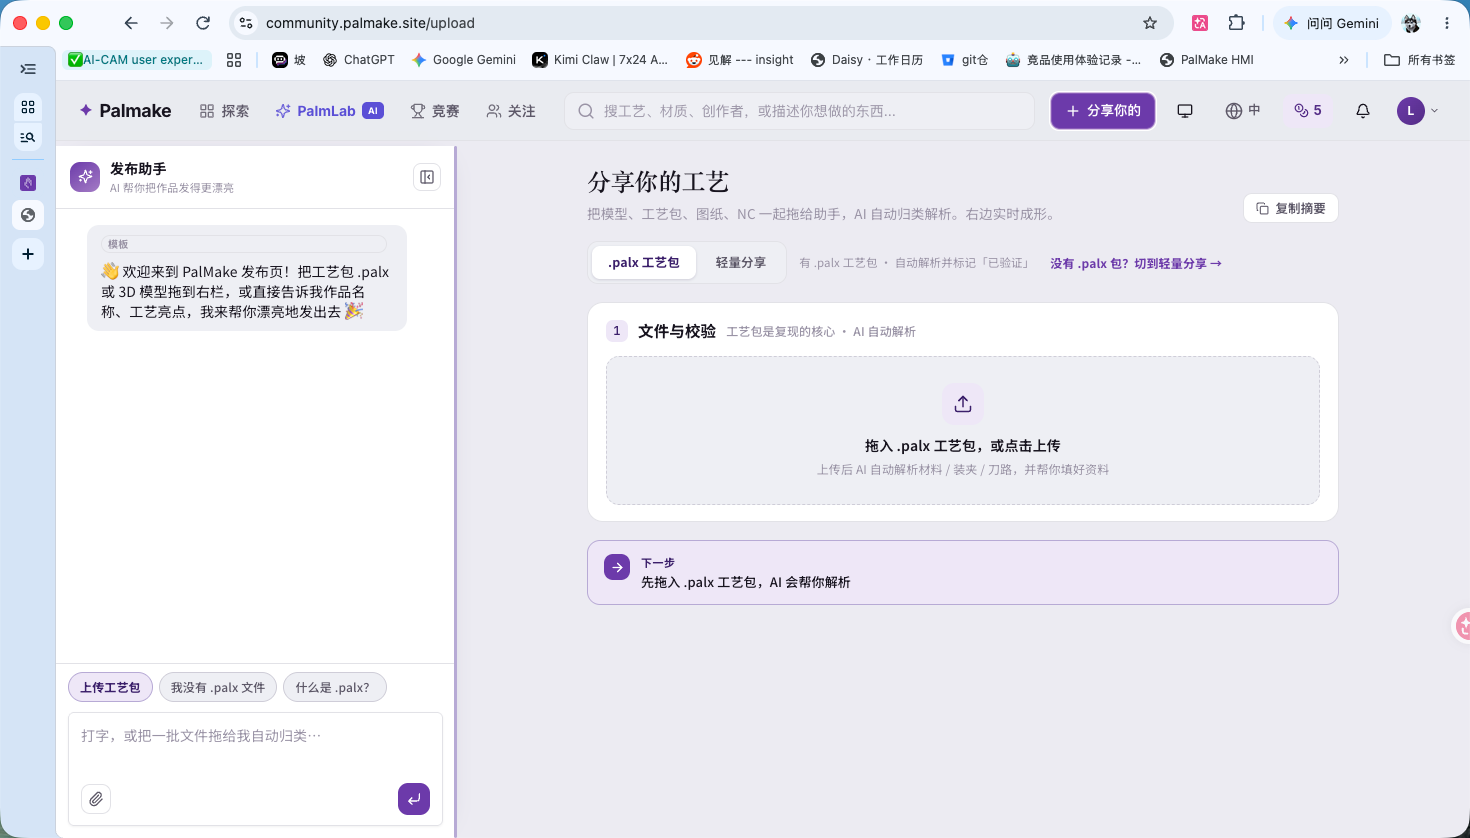 community.palmake.site/upload
问问 Gemini
AI-CAM user exper...
坡
ChatGPT
Google Gemini
Kimi Claw | 7x24 A...
见解 --- insight
Daisy · 工作日历
git仓
竞品使用体验记录 -...
PalMake HMI
所有书签
Palmake
探索
PalmLab AI
竞赛
关注
搜工艺、材质、创作者，或描述你想做的东西...
分享你的
中
5
L
发布助手
AI 帮你把作品发得更漂亮
模板
👋 欢迎来到 PalMake 发布页！把工艺包 .palx
或 3D 模型拖到右栏，或直接告诉我作品名
称、工艺亮点，我来帮你漂亮地发出去 🎉
上传工艺包
我没有 .palx 文件
什么是 .palx？
打字，或把一批文件拖给我自动归类…
分享你的工艺
把模型、工艺包、图纸、NC 一起拖给助手，AI 自动归类解析。右边实时成形。
复制摘要
.palx 工艺包
轻量分享
有 .palx 工艺包 · 自动解析并标记「已验证」
没有 .palx 包？切到轻量分享 →
1 文件与校验 工艺包是复现的核心 · AI 自动解析
拖入 .palx 工艺包，或点击上传
上传后 AI 自动解析材料 / 装夹 / 刀路，并帮你填好资料
下一步
先拖入 .palx 工艺包，AI 会帮你解析